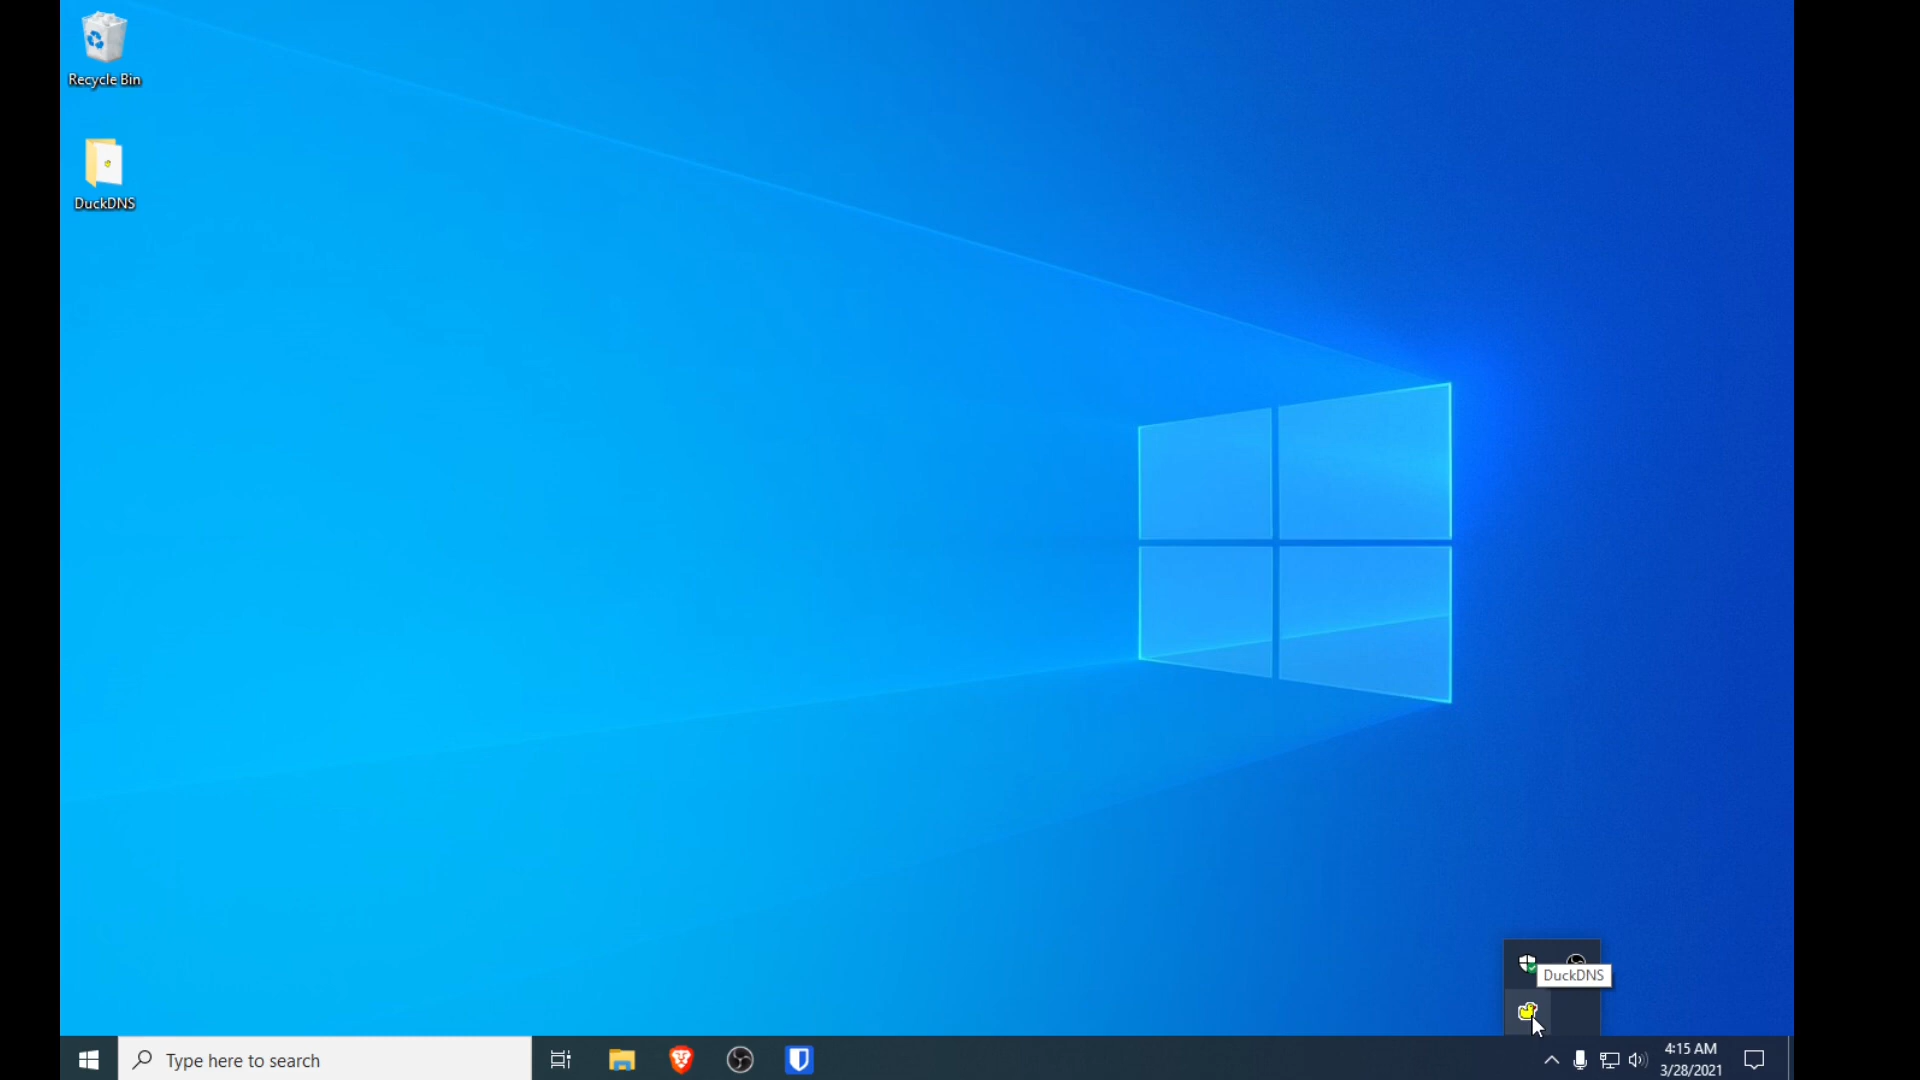 Recycle Bin
DuckDNS
DuckDNS
Type here to search
4:15 AM
3/28/2021